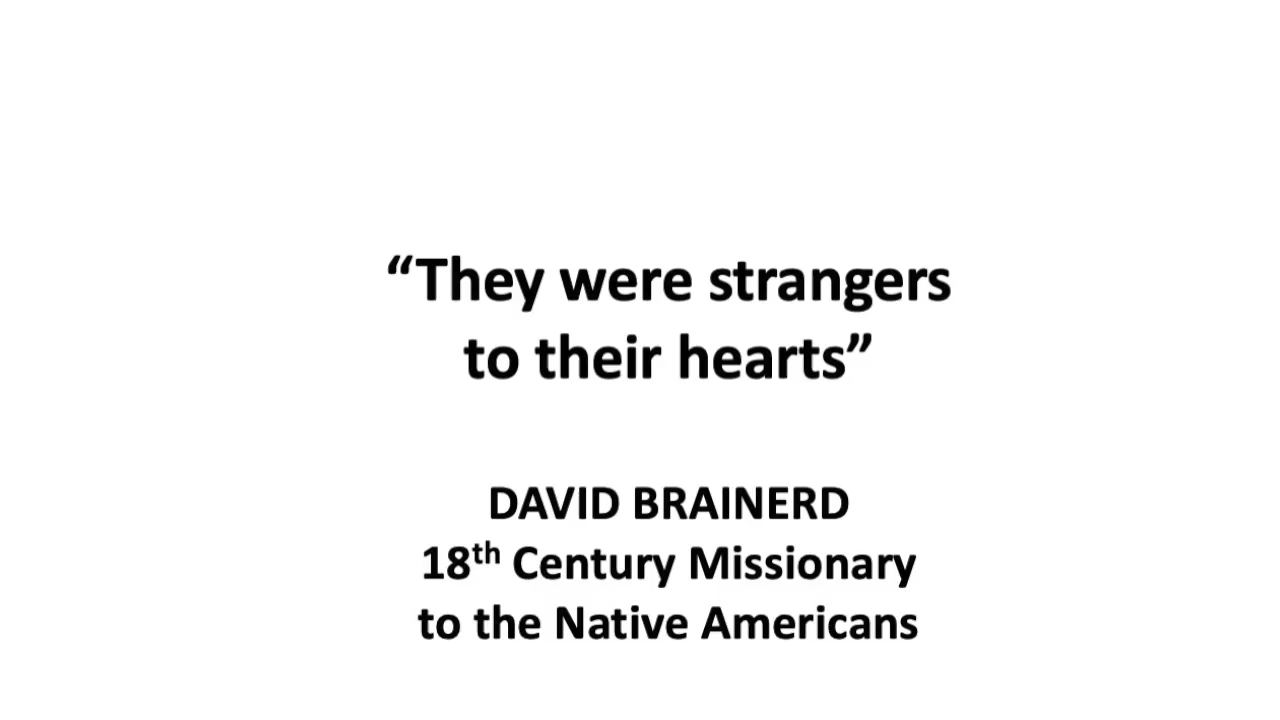 “They were strangers
to their hearts”
DAVID BRAINERD
18th Century Missionary
to the Native Americans